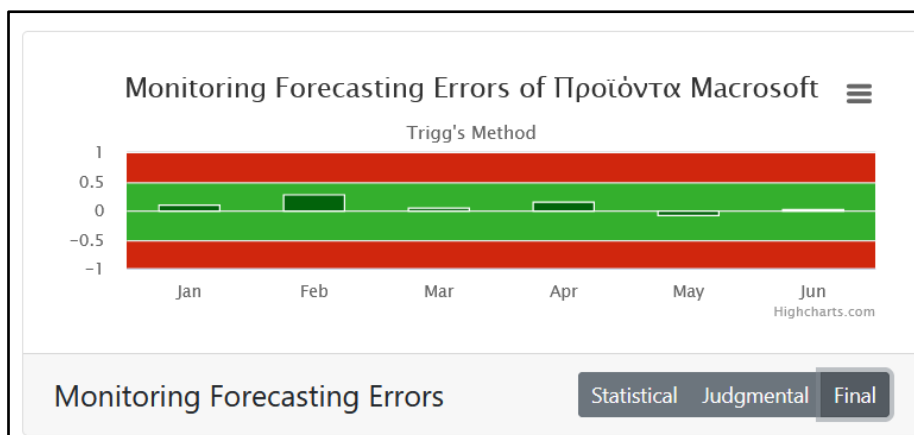 Monitoring Forecasting Errors of Προϊόντα Macrosoft
Trigg's Method
1
0.5
0
−0.5
−1
Jan Feb Mar Apr May Jun
Highcharts.com
Monitoring Forecasting Errors
Statistical Judgmental Final